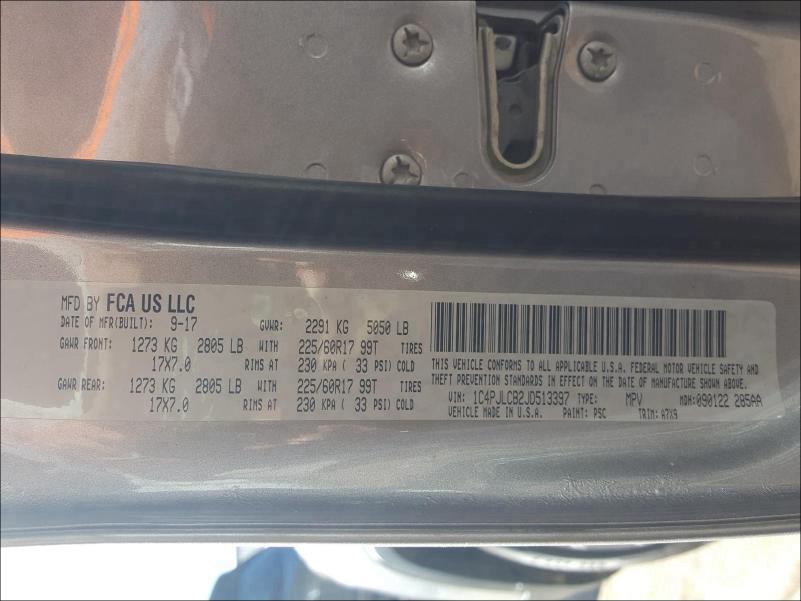 MFD BY FCA US LLC
DATE OF MFR(BUILT): 9-17 GVWR: 2291 KG 5050 LB
GAWR FRONT: 1273 KG 2805 LB WITH 225/60R17 99T TIRES
17X7.0 RIMS AT 230 KPA ( 33 PSI) COLD
GAWR REAR: 1273 KG 2805 LB WITH 225/60R17 99T TIRES
17X7.0 RIMS AT 230 KPA ( 33 PSI) COLD
THIS VEHICLE CONFORMS TO ALL APPLICABLE U.S.A. FEDERAL MOTOR VEHICLE SAFETY AND
THEFT PREVENTION STANDARDS IN EFFECT ON THE DATE OF MANUFACTURE SHOWN ABOVE.
VIN: 1C4PJLCB2JD513397 TYPE: MPV MDH: 090122 285AA
VEHICLE MADE IN U.S.A. PAINT: PSC TRIM: A7X9